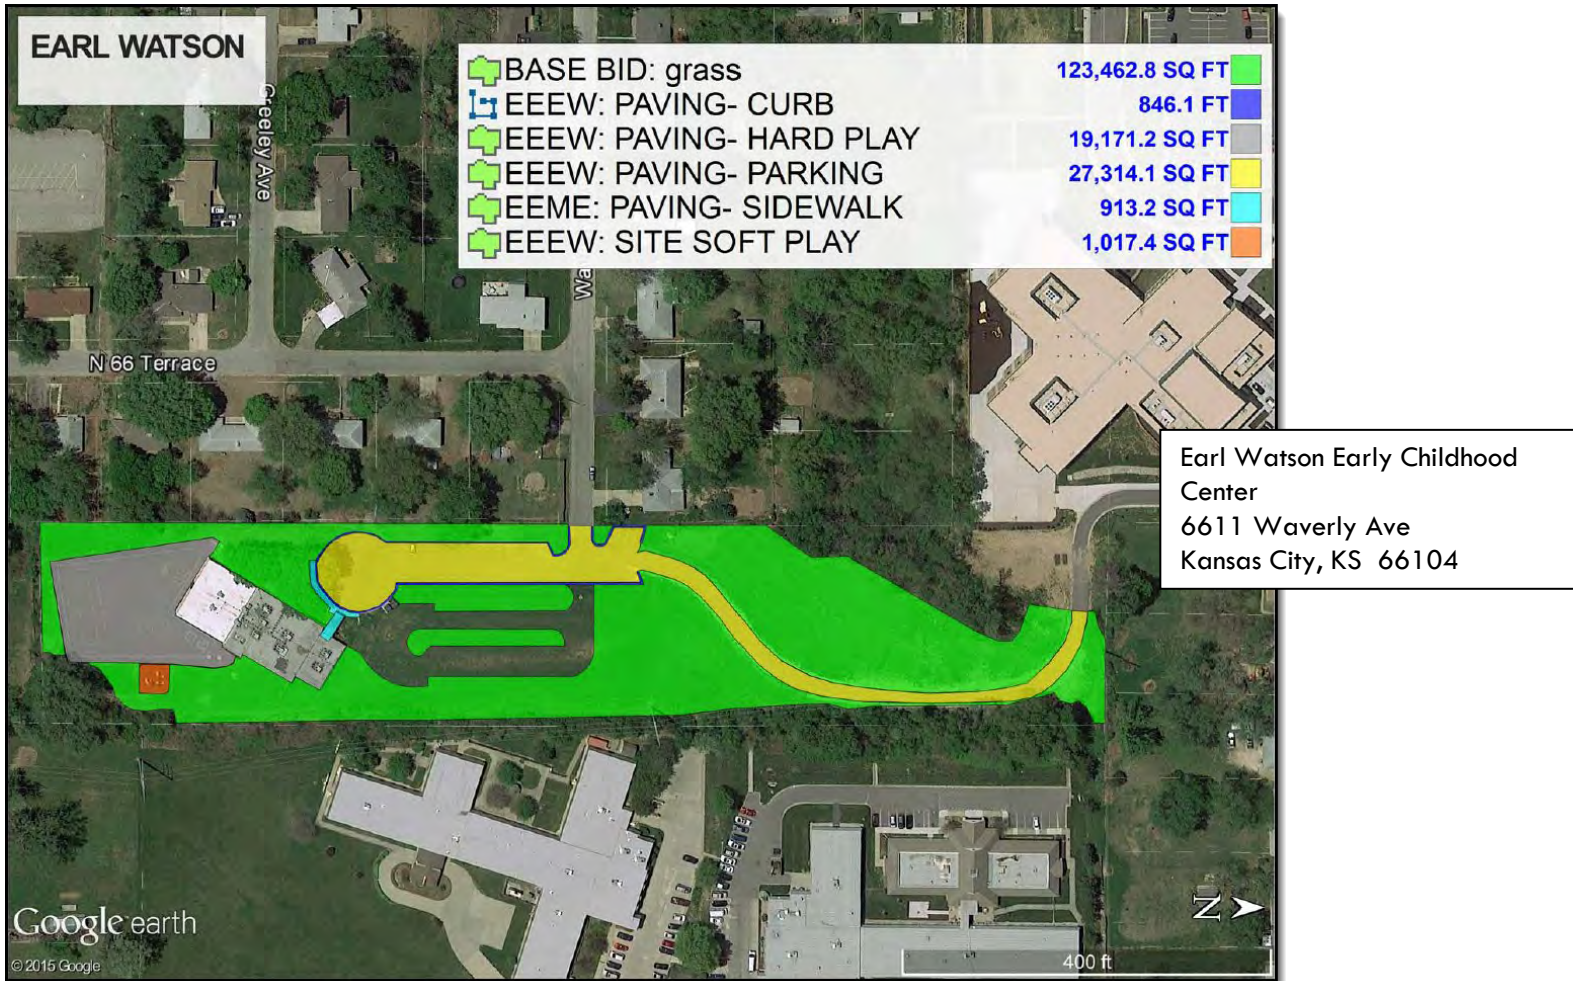 EARL WATSON
BASE BID: grass 123,462.8 SQ FT
EEEW: PAVING- CURB 846.1 FT
EEEW: PAVING- HARD PLAY 19,171.2 SQ FT
EEEW: PAVING- PARKING 27,314.1 SQ FT
EEME: PAVING- SIDEWALK 913.2 SQ FT
EEEW: SITE SOFT PLAY 1,017.4 SQ FT
Greeley Ave
Wa
N 66 Terrace
Earl Watson Early Childhood
Center
6611 Waverly Ave
Kansas City, KS 66104
N
Google earth
400 ft
© 2015 Google